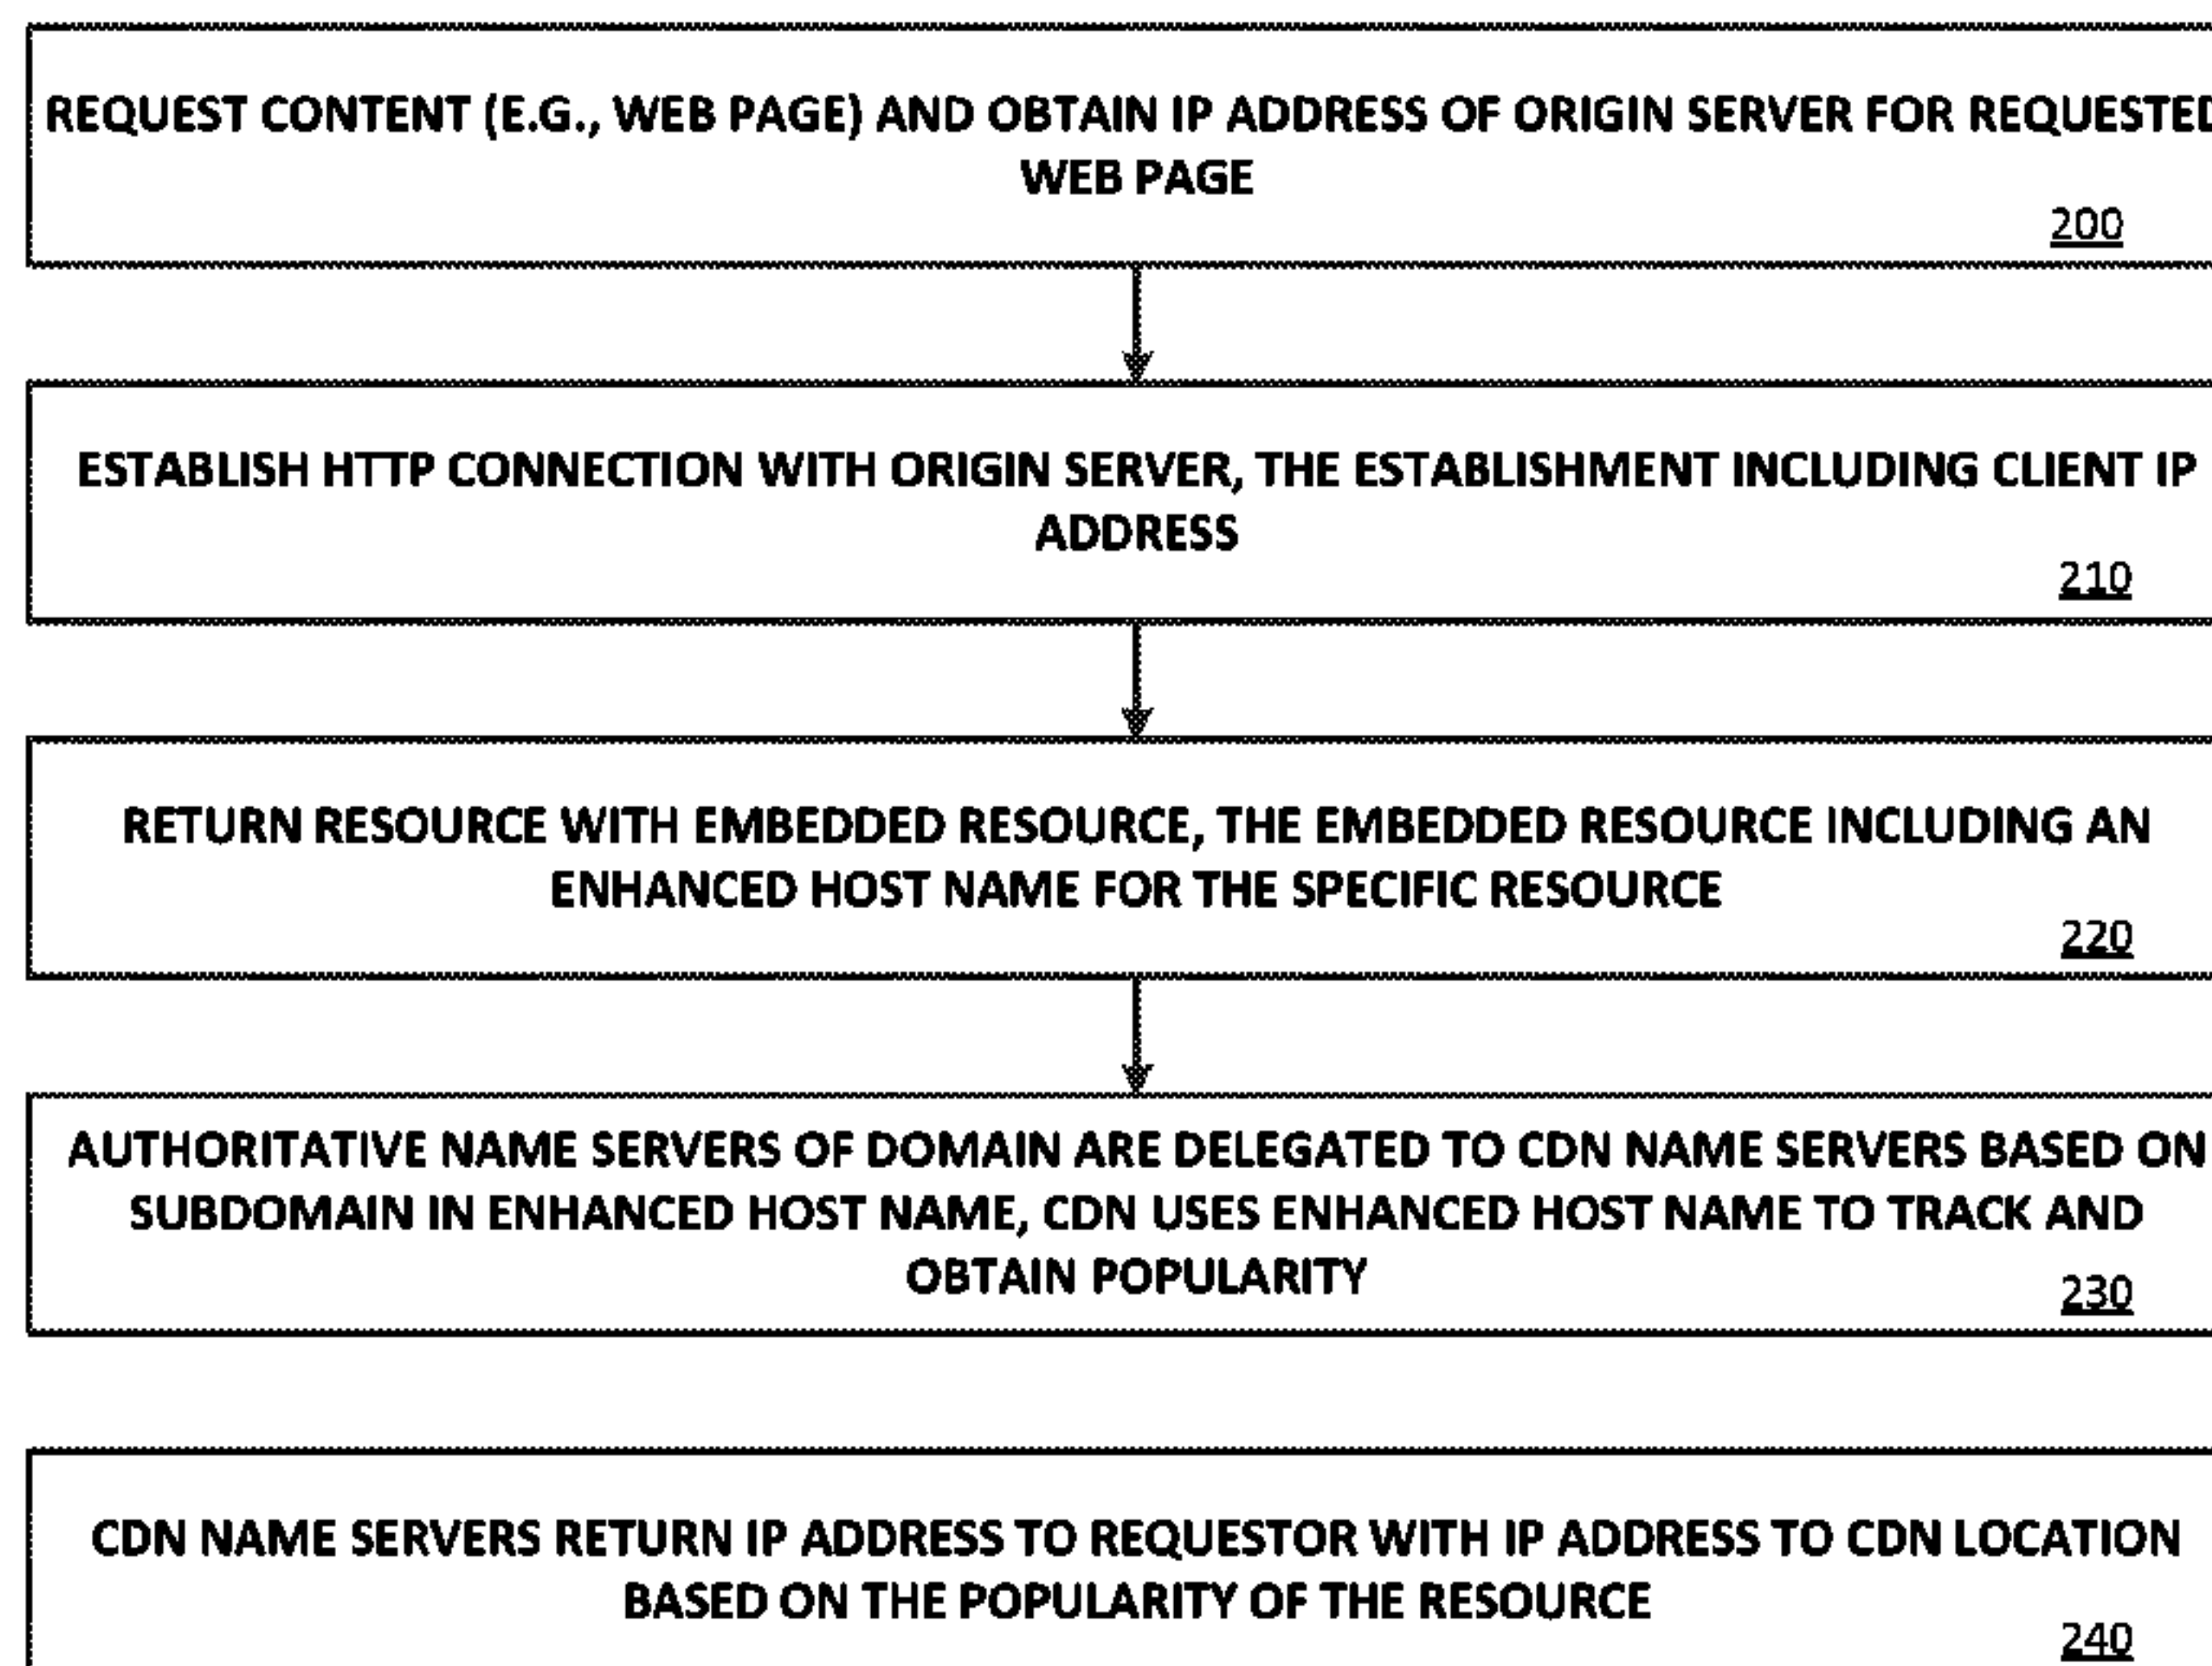 REQUEST CONTENT (E.G., WEB PAGE) AND OBTAIN IP ADDRESS OF ORIGIN SERVER FOR REQUESTED
WEB PAGE
200
ESTABLISH HTTP CONNECTION WITH ORIGIN SERVER, THE ESTABLISHMENT INCLUDING CLIENT IP
ADDRESS
210
RETURN RESOURCE WITH EMBEDDED RESOURCE, THE EMBEDDED RESOURCE INCLUDING AN
ENHANCED HOST NAME FOR THE SPECIFIC RESOURCE
220
AUTHORITATIVE NAME SERVERS OF DOMAIN ARE DELEGATED TO CDN NAME SERVERS BASED ON
SUBDOMAIN IN ENHANCED HOST NAME, CDN USES ENHANCED HOST NAME TO TRACK AND
OBTAIN POPULARITY
230
CDN NAME SERVERS RETURN IP ADDRESS TO REQUESTOR WITH IP ADDRESS TO CDN LOCATION
BASED ON THE POPULARITY OF THE RESOURCE
240